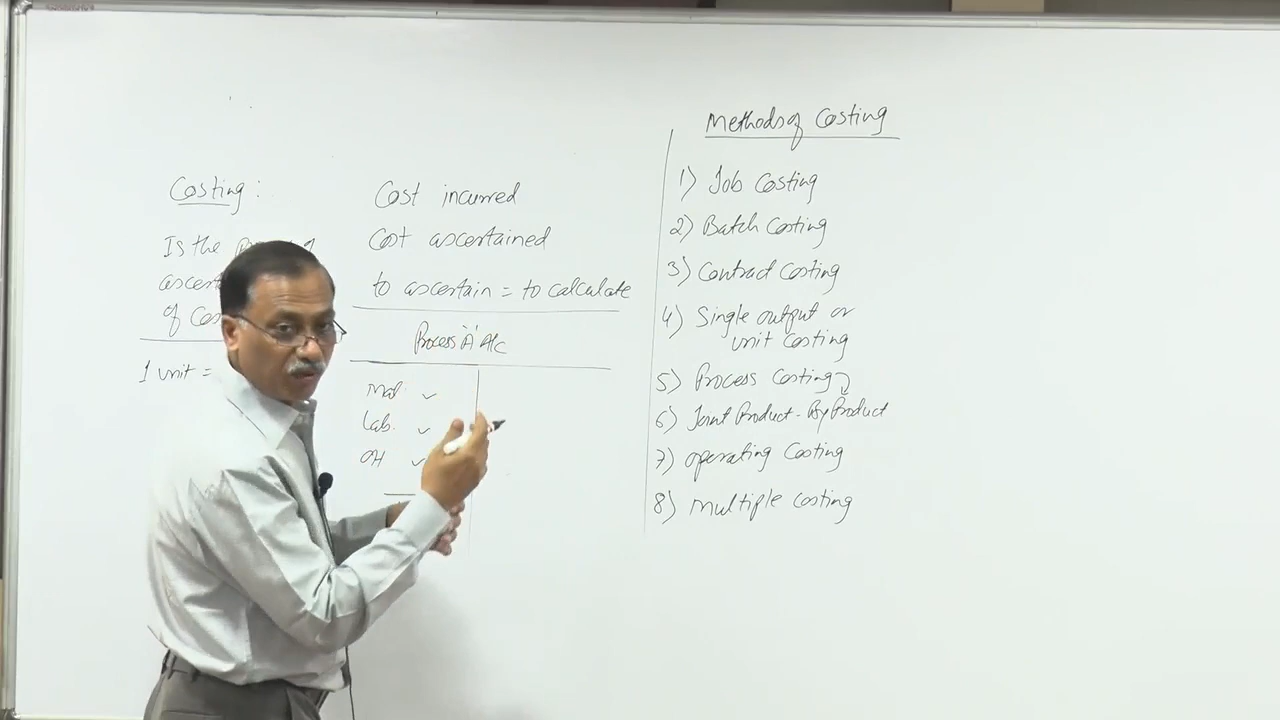 Costing :
Is the
ascert
of Cos
1 unit =
Cost incurred
Cost ascertained
to ascertain = to calculate
Process 'A' A/c
Mat ✓
Lab. ✓
OH ✓
Methods of Costing
1) Job Costing
2) Batch Costing
3) Contract Costing
4) Single output or
unit Costing
5) Process Costing
6) Joint Product - By Product
7) Operating Costing
8) Multiple Costing